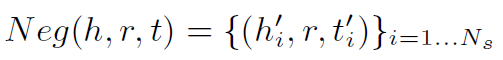 Neg(h, r, t) = {(h'_i, r, t'_i)}_{i=1...N_s}